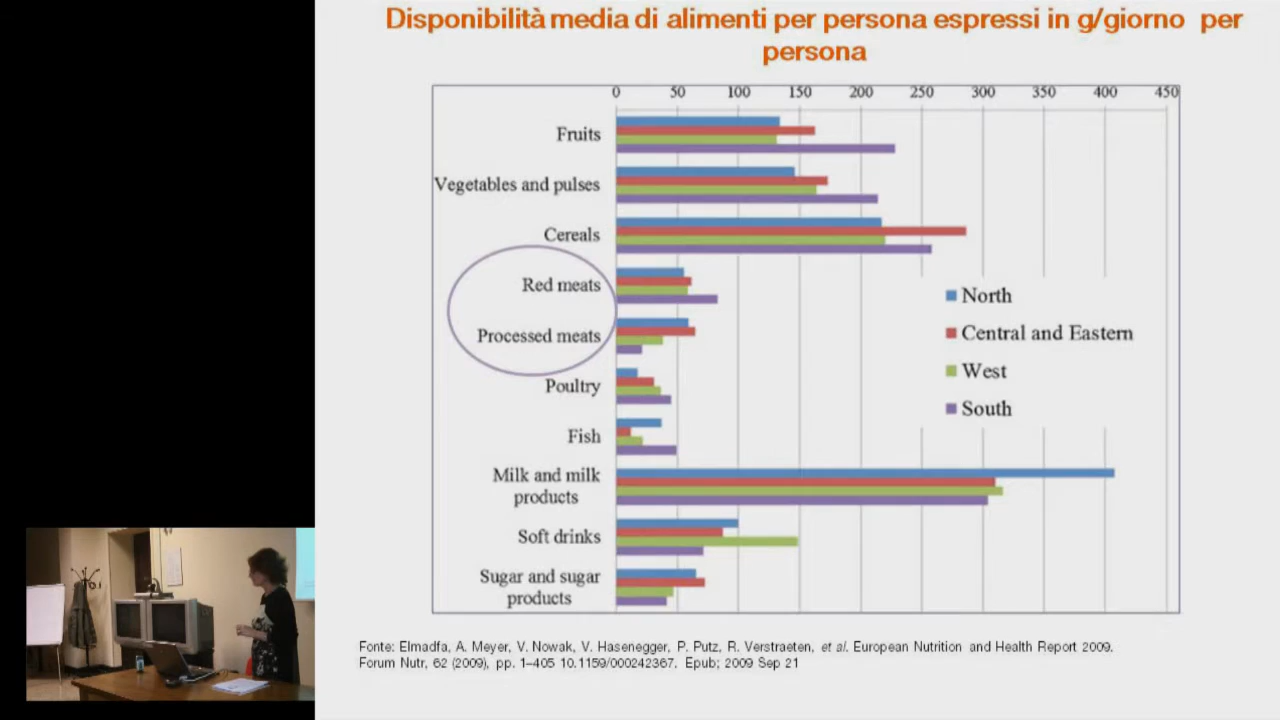 Disponibilità media di alimenti per persona espressi in g/giorno per
persona
0 50 100 150 200 250 300 350 400 450
Fruits
Vegetables and pulses
Cereals
Red meats
Processed meats
Poultry
Fish
Milk and milk
products
Soft drinks
Sugar and sugar
products
North
Central and Eastern
West
South
Fonte: Elmadfa, A. Meyer, V. Nowak, V. Hasenegger, P. Putz, R. Verstraeten, et al. European Nutrition and Health Report 2009.
Forum Nutr, 62 (2009), pp. 1–405 10.1159/000242367, Epub; 2009 Sep 21